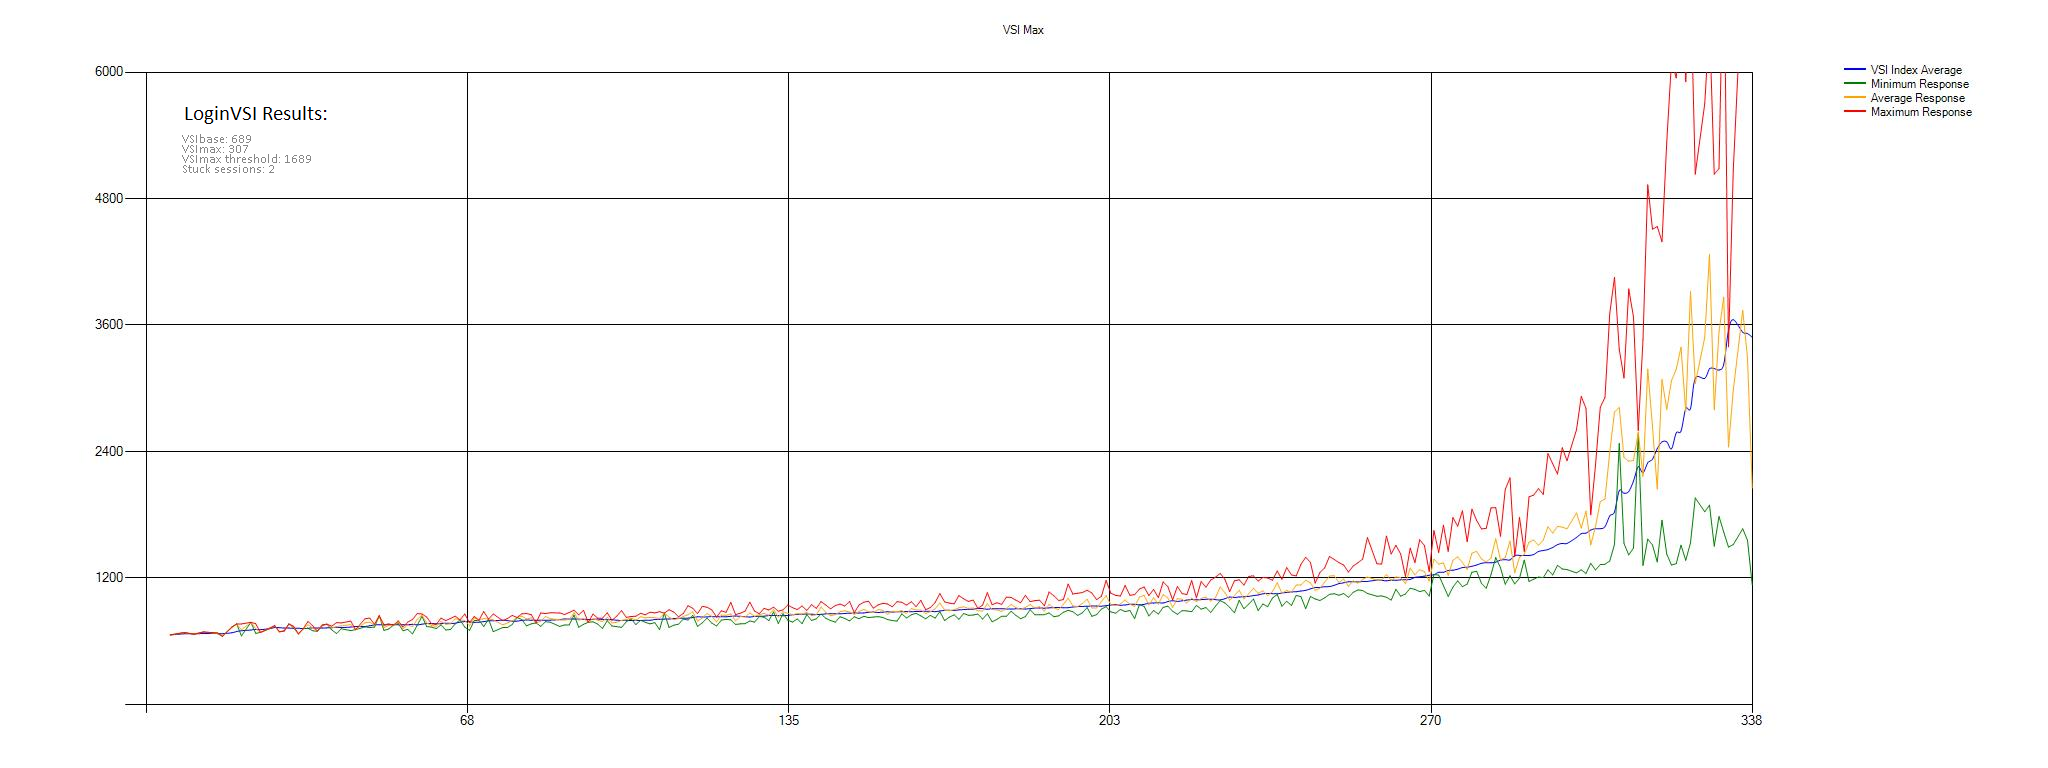 VSI Max
6000
4800
3600
2400
1200
LoginVSI Results:
VSIbase: 689
VSImax: 307
VSImax threshold: 1689
Stuck sessions: 2
68
135
203
270
338
VSI Index Average
Minimum Response
Average Response
Maximum Response